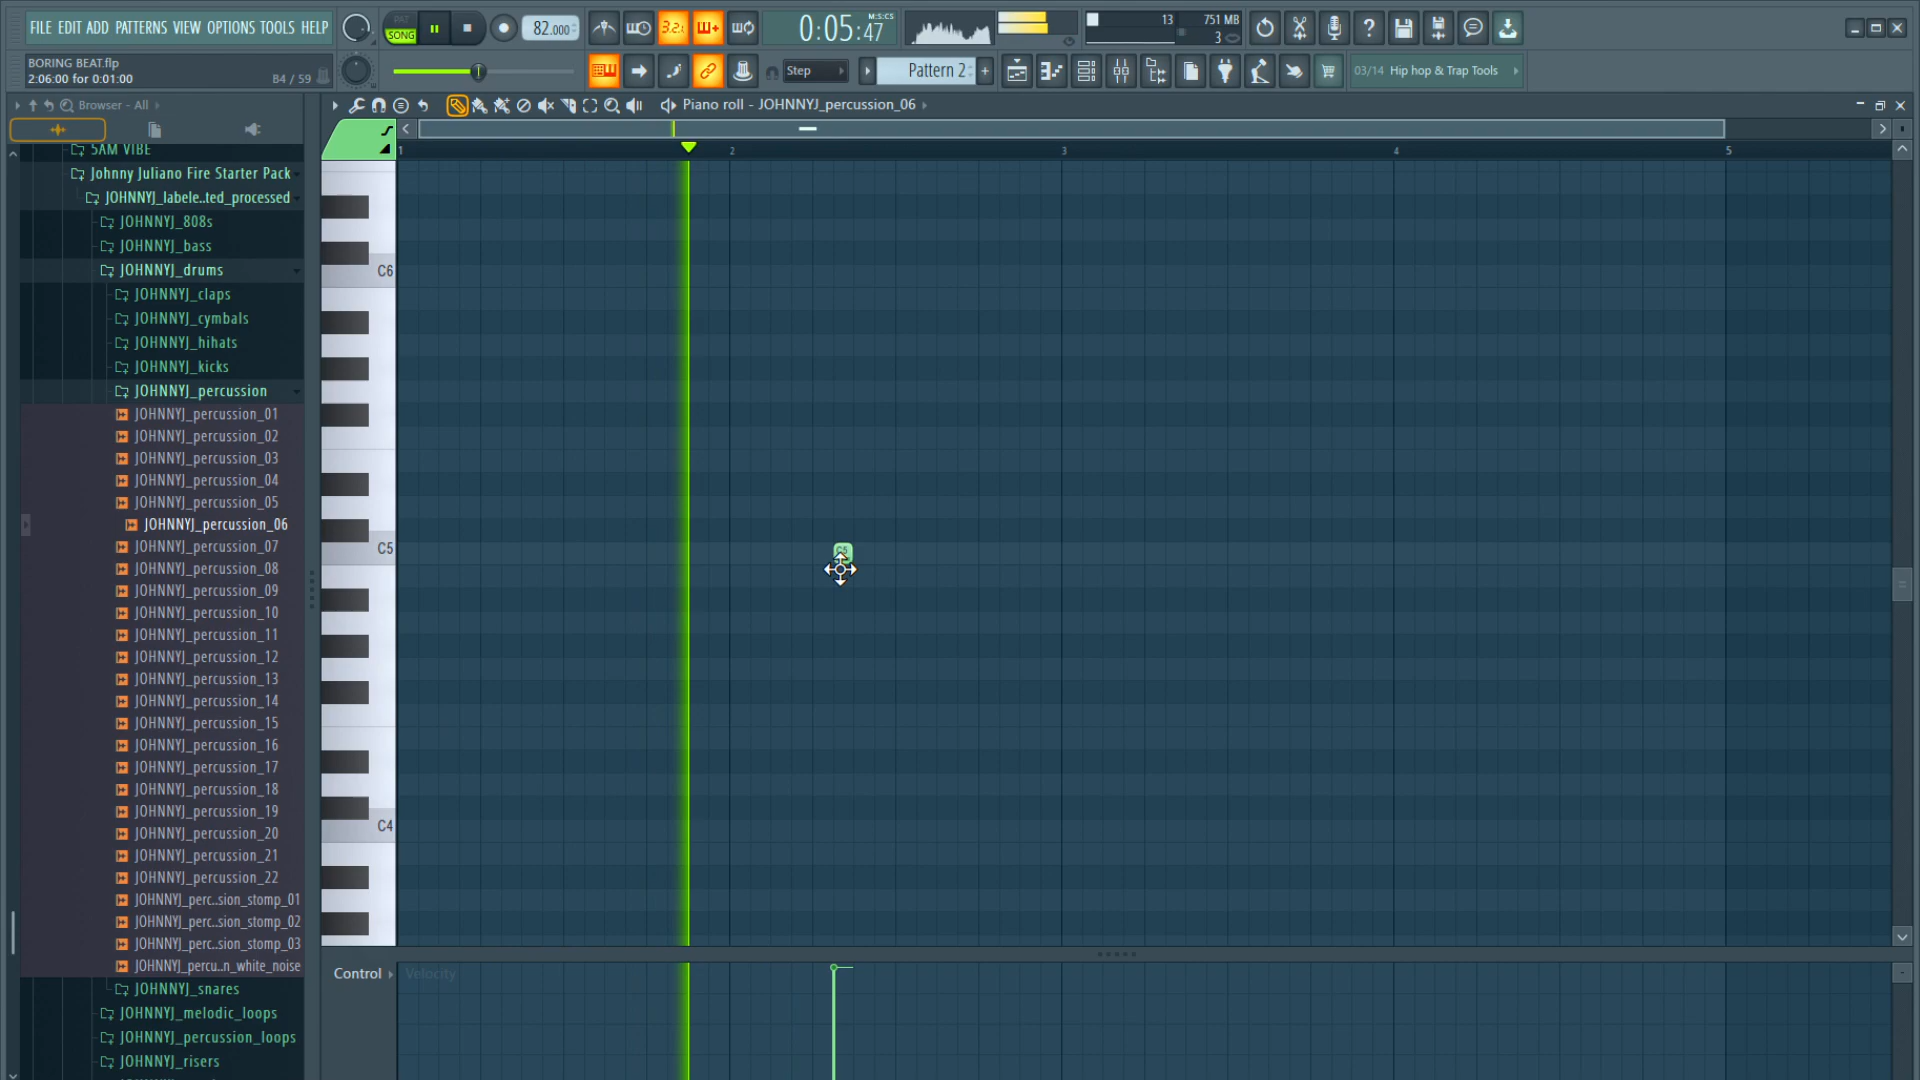 FILE EDIT ADD PATTERNS VIEW OPTIONS TOOLS HELP
PAT
SONG
82.000
3.2.1
0:05:47
M:S:CS
13
751 MB
3
BORING BEAT.flp
2:06:00 for 0:01:00
B4 / 59
Step
Pattern 2
03/14 Hip hop & Trap Tools
Browser - All
Piano roll - JOHNNYJ_percussion_06
5AM VIBE
Johnny Juliano Fire Starter Pack
JOHNNYJ_labele..ted_processed
JOHNNYJ_808s
JOHNNYJ_bass
JOHNNYJ_drums
JOHNNYJ_claps
JOHNNYJ_cymbals
JOHNNYJ_hihats
JOHNNYJ_kicks
JOHNNYJ_percussion
JOHNNYJ_percussion_01
JOHNNYJ_percussion_02
JOHNNYJ_percussion_03
JOHNNYJ_percussion_04
JOHNNYJ_percussion_05
JOHNNYJ_percussion_06
JOHNNYJ_percussion_07
JOHNNYJ_percussion_08
JOHNNYJ_percussion_09
JOHNNYJ_percussion_10
JOHNNYJ_percussion_11
JOHNNYJ_percussion_12
JOHNNYJ_percussion_13
JOHNNYJ_percussion_14
JOHNNYJ_percussion_15
JOHNNYJ_percussion_16
JOHNNYJ_percussion_17
JOHNNYJ_percussion_18
JOHNNYJ_percussion_19
JOHNNYJ_percussion_20
JOHNNYJ_percussion_21
JOHNNYJ_percussion_22
JOHNNYJ_perc..sion_stomp_01
JOHNNYJ_perc..sion_stomp_02
JOHNNYJ_perc..sion_stomp_03
JOHNNYJ_percu..n_white_noise
JOHNNYJ_snares
JOHNNYJ_melodic_loops
JOHNNYJ_percussion_loops
JOHNNYJ_risers
1 2 3 4 5
C6
C5
C5
C4
Control
Velocity